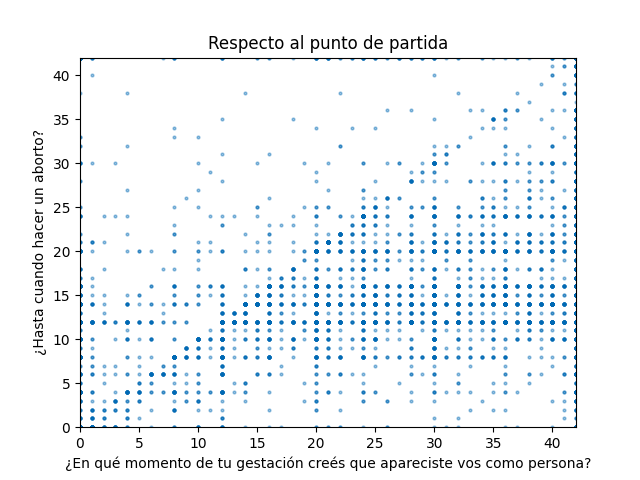 Respecto al punto de partida
¿Hasta cuando hacer un aborto?
40
35
30
25
20
15
10
5
0
0 5 10 15 20 25 30 35 40
¿En qué momento de tu gestación creés que apareciste vos como persona?